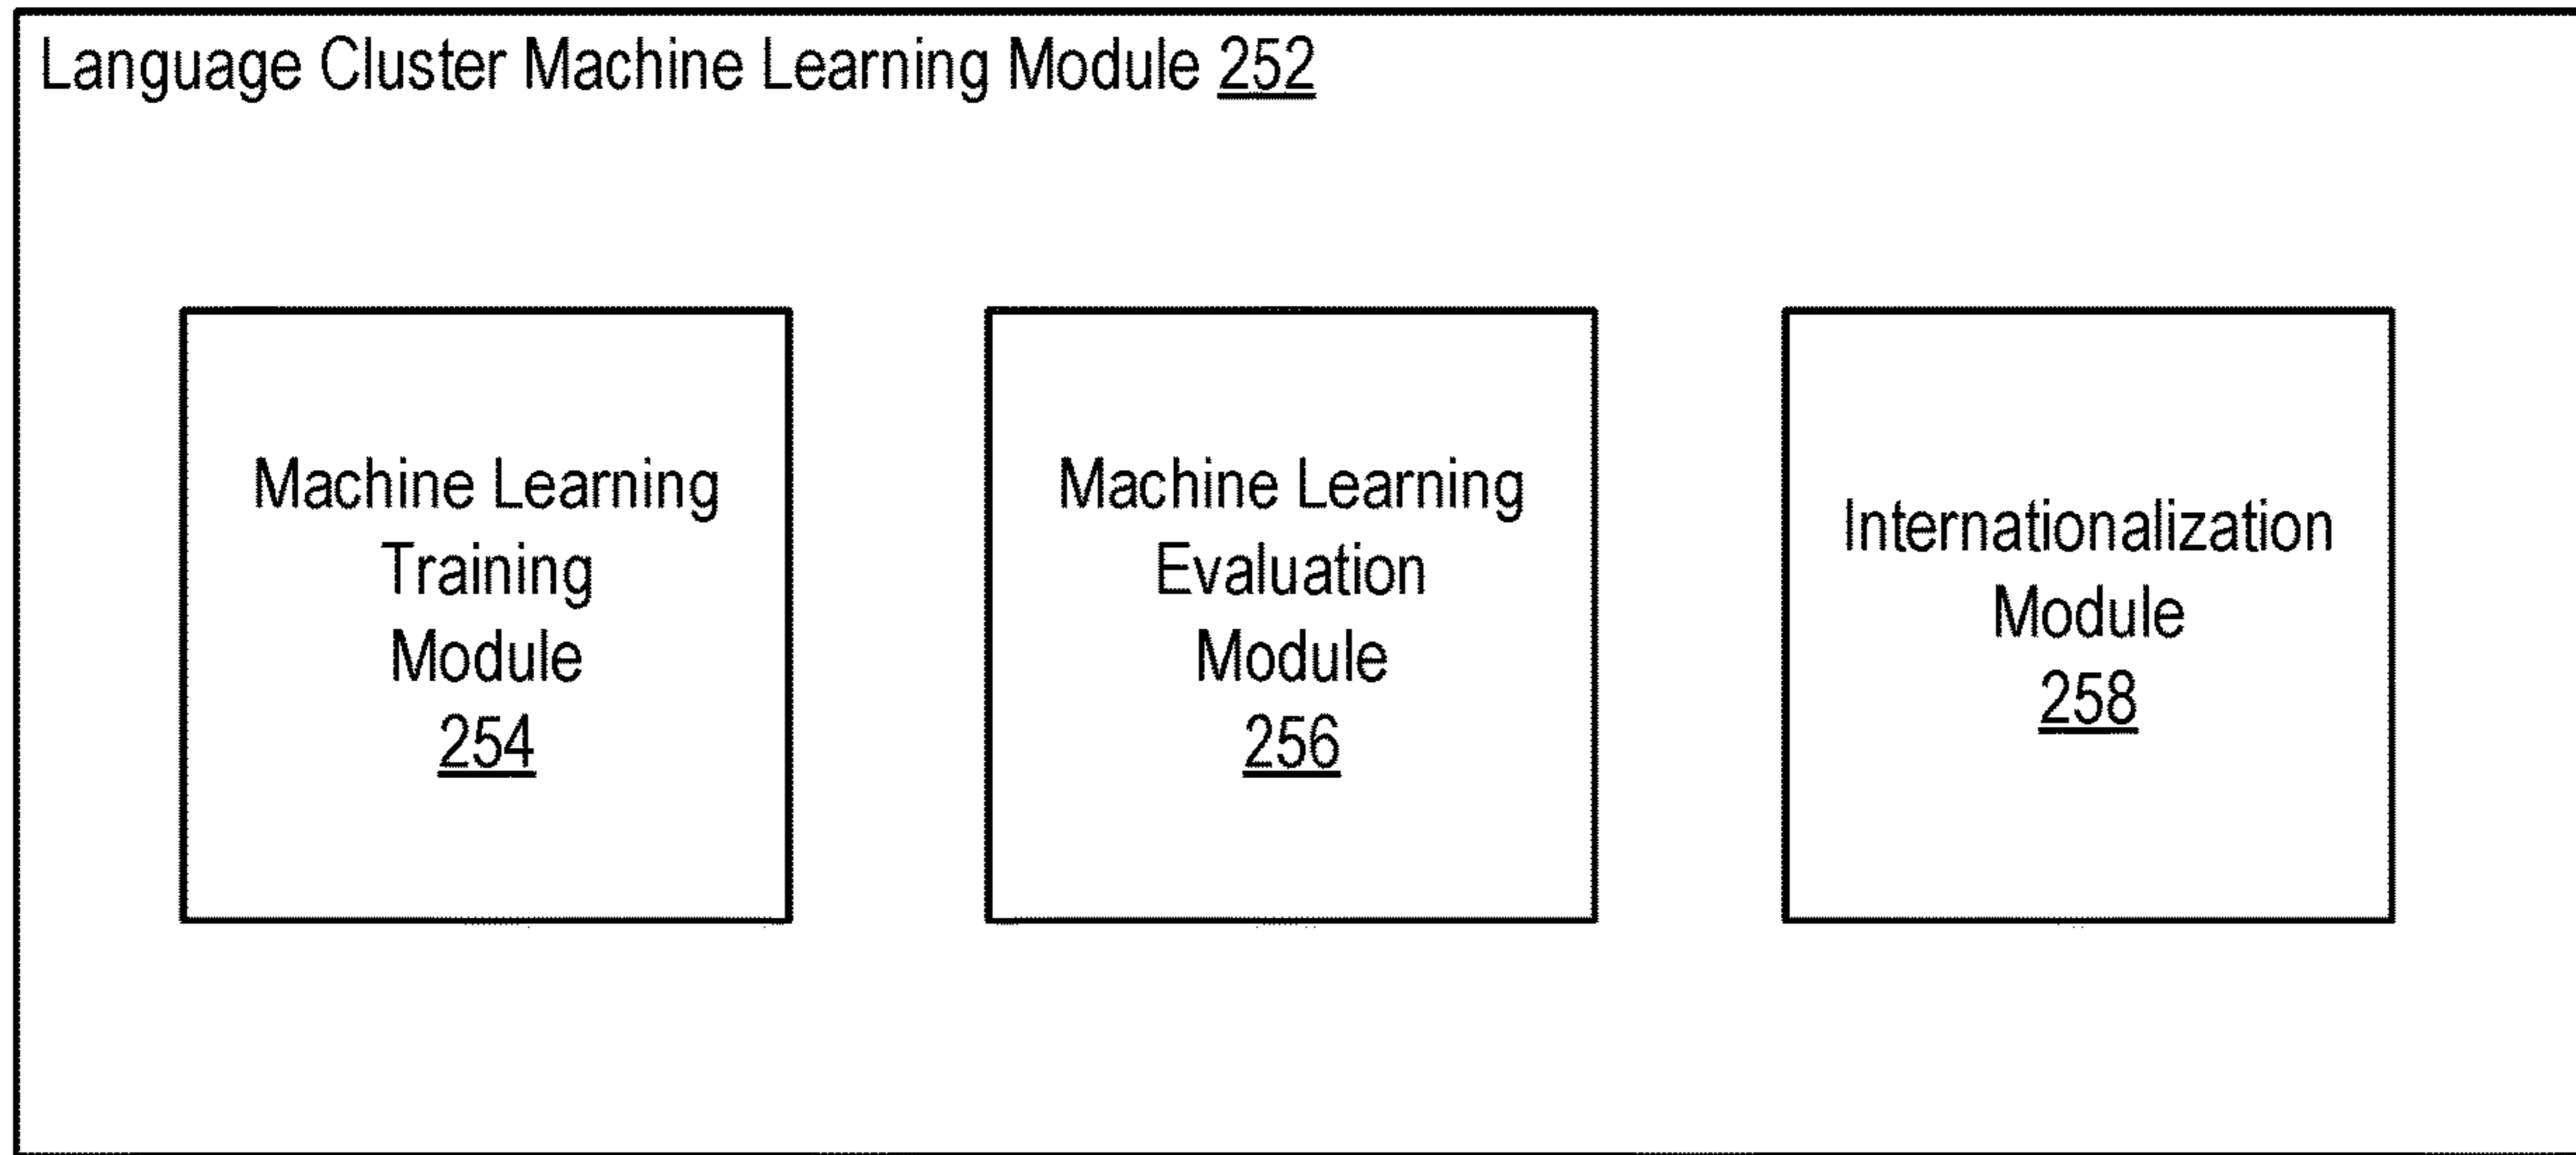 Language Cluster Machine Learning Module 252
Machine Learning
Training
Module
254
Machine Learning
Evaluation
Module
256
Internationalization
Module
258